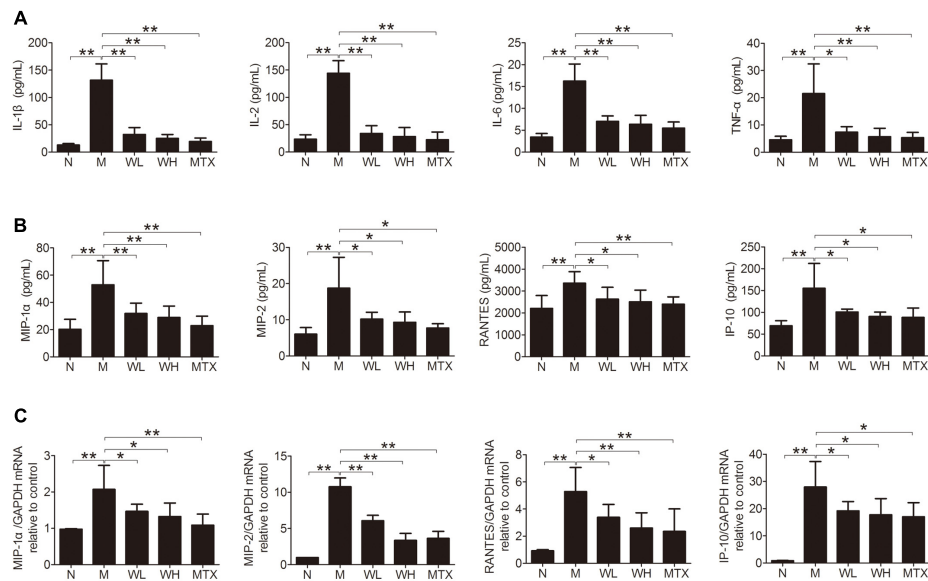 A
IL-1β (pg/mL)
200
150
100
50
0
** ** ** **
N M WL WH MTX
IL-2 (pg/mL)
200
150
100
50
0
** ** ** **
N M WL WH MTX
IL-6 (pg/mL)
25
20
15
10
5
0
** ** ** **
N M WL WH MTX
TNF-α (pg/mL)
40
30
20
10
0
** * ** **
N M WL WH MTX
B
MIP-1α (pg/mL)
80
60
40
20
0
** ** ** **
N M WL WH MTX
MIP-2 (pg/mL)
30
20
10
0
** * * *
N M WL WH MTX
RANTES (pg/mL)
5000
4000
3000
2000
1000
0
** * * **
N M WL WH MTX
IP-10 (pg/mL)
250
200
150
100
50
0
** * * *
N M WL WH MTX
C
MIP-1α /GAPDH mRNA
relative to control
4
3
2
1
0
** * * **
N M WL WH MTX
MIP-2/GAPDH mRNA
relative to control
15
10
5
0
** ** ** **
N M WL WH MTX
RANTES/GAPDH mRNA
relative to control
8
6
4
2
0
** * ** **
N M WL WH MTX
IP-10/GAPDH mRNA
relative to control
40
30
20
10
0
** * * *
N M WL WH MTX